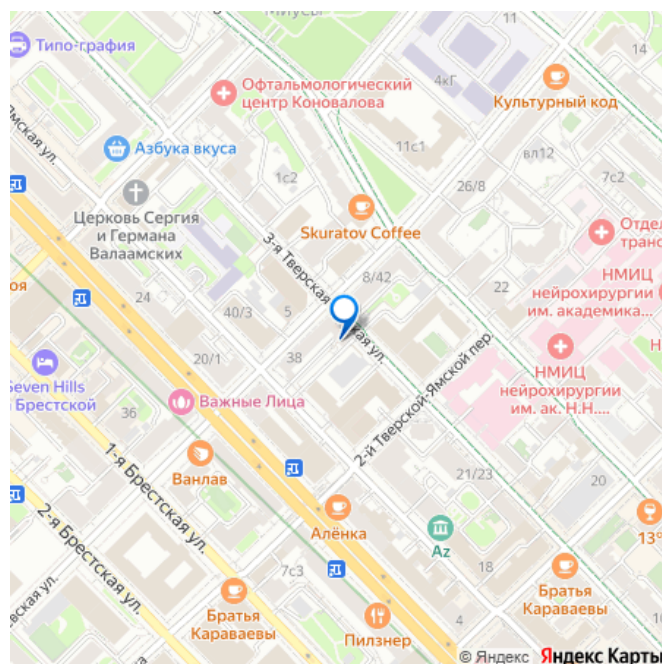 Миусы
11
14
Типо-графия
4кГ
Офтальмологический
центр Коновалова
Культурный код
11с1
вл12
Ямская ул.
Азбука вкуса
1с2
7с2
26/8
Церковь Сергия
и Германа
Валаамских
Skuratov Coffee
3-я Тверская
кая ул.
8/42
22
НМИЦ
нейрохирургии
им. академика...
24
40/3
5
2-й Тверской-Ямской пер.
НМИЦ
нейрохирургии
им. ак. Н.Н....
20/1
38
Seven Hills
Брестской
Важные Лица
36
1-я Брестская ул.
Ванлав
21/23
20
2-я Брестская ул.
Алёнка
Az
13°
7с3
18
Братья
Караваевы
Братья
Караваевы
Пилзнер
4
© Яндекс Яндекс Карты